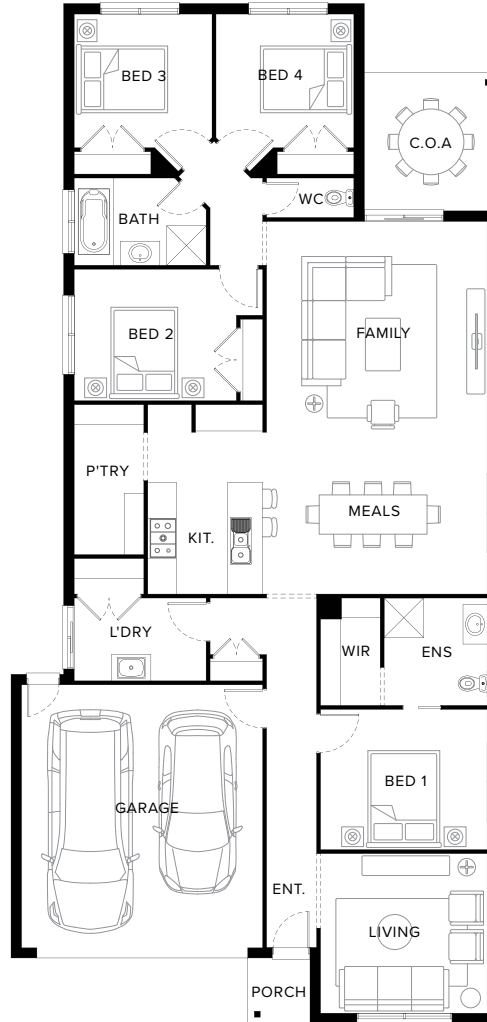 BED 3
BED 4
C.O.A
WC
BATH
BED 2
FAMILY
P'TRY
MEALS
KIT.
L'DRY
WIR
ENS
BED 1
GARAGE
ENT.
LIVING
PORCH